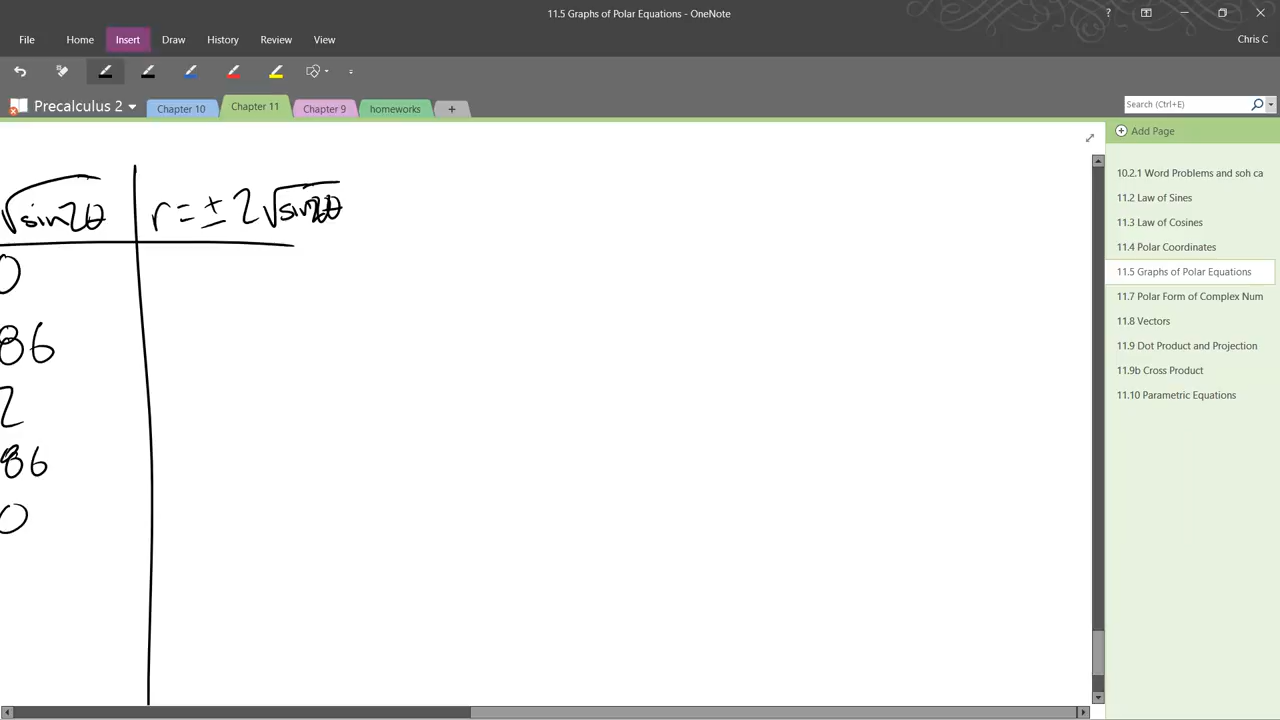 11.5 Graphs of Polar Equations - OneNote
File Home Insert Draw History Review View
Chris C
Precalculus 2 Chapter 10 Chapter 11 Chapter 9 homeworks +
Search (Ctrl+E)
Add Page
10.2.1 Word Problems and soh ca
11.2 Law of Sines
11.3 Law of Cosines
11.4 Polar Coordinates
11.5 Graphs of Polar Equations
11.7 Polar Form of Complex Num
11.8 Vectors
11.9 Dot Product and Projection
11.9b Cross Product
11.10 Parametric Equations
√sin2θ r = ± 2√sin2θ
0
86
2
86
0